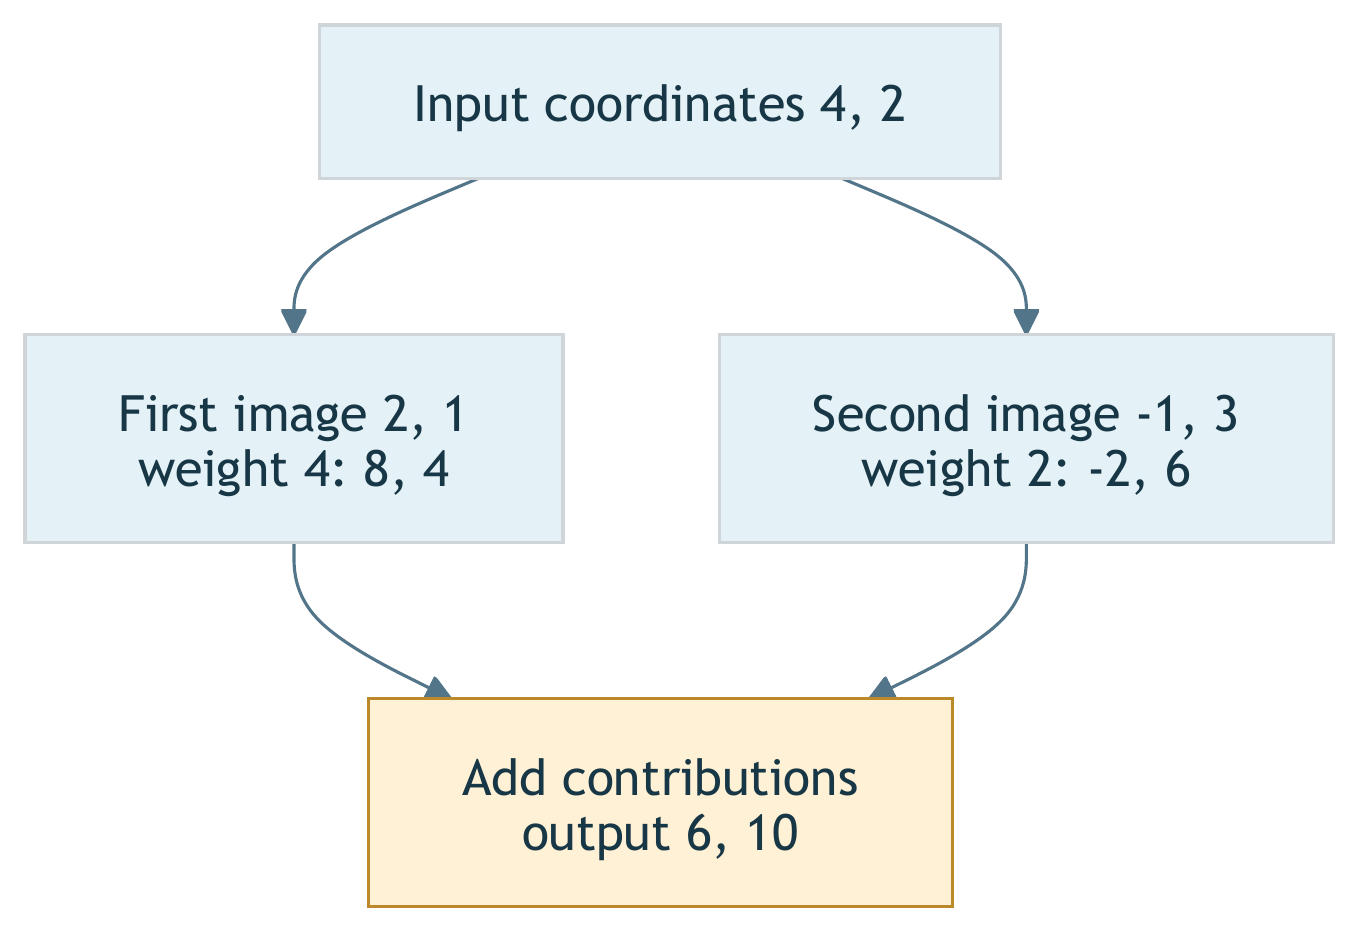 Input coordinates 4, 2
First image 2, 1
weight 4: 8, 4
Second image -1, 3
weight 2: -2, 6
Add contributions
output 6, 10